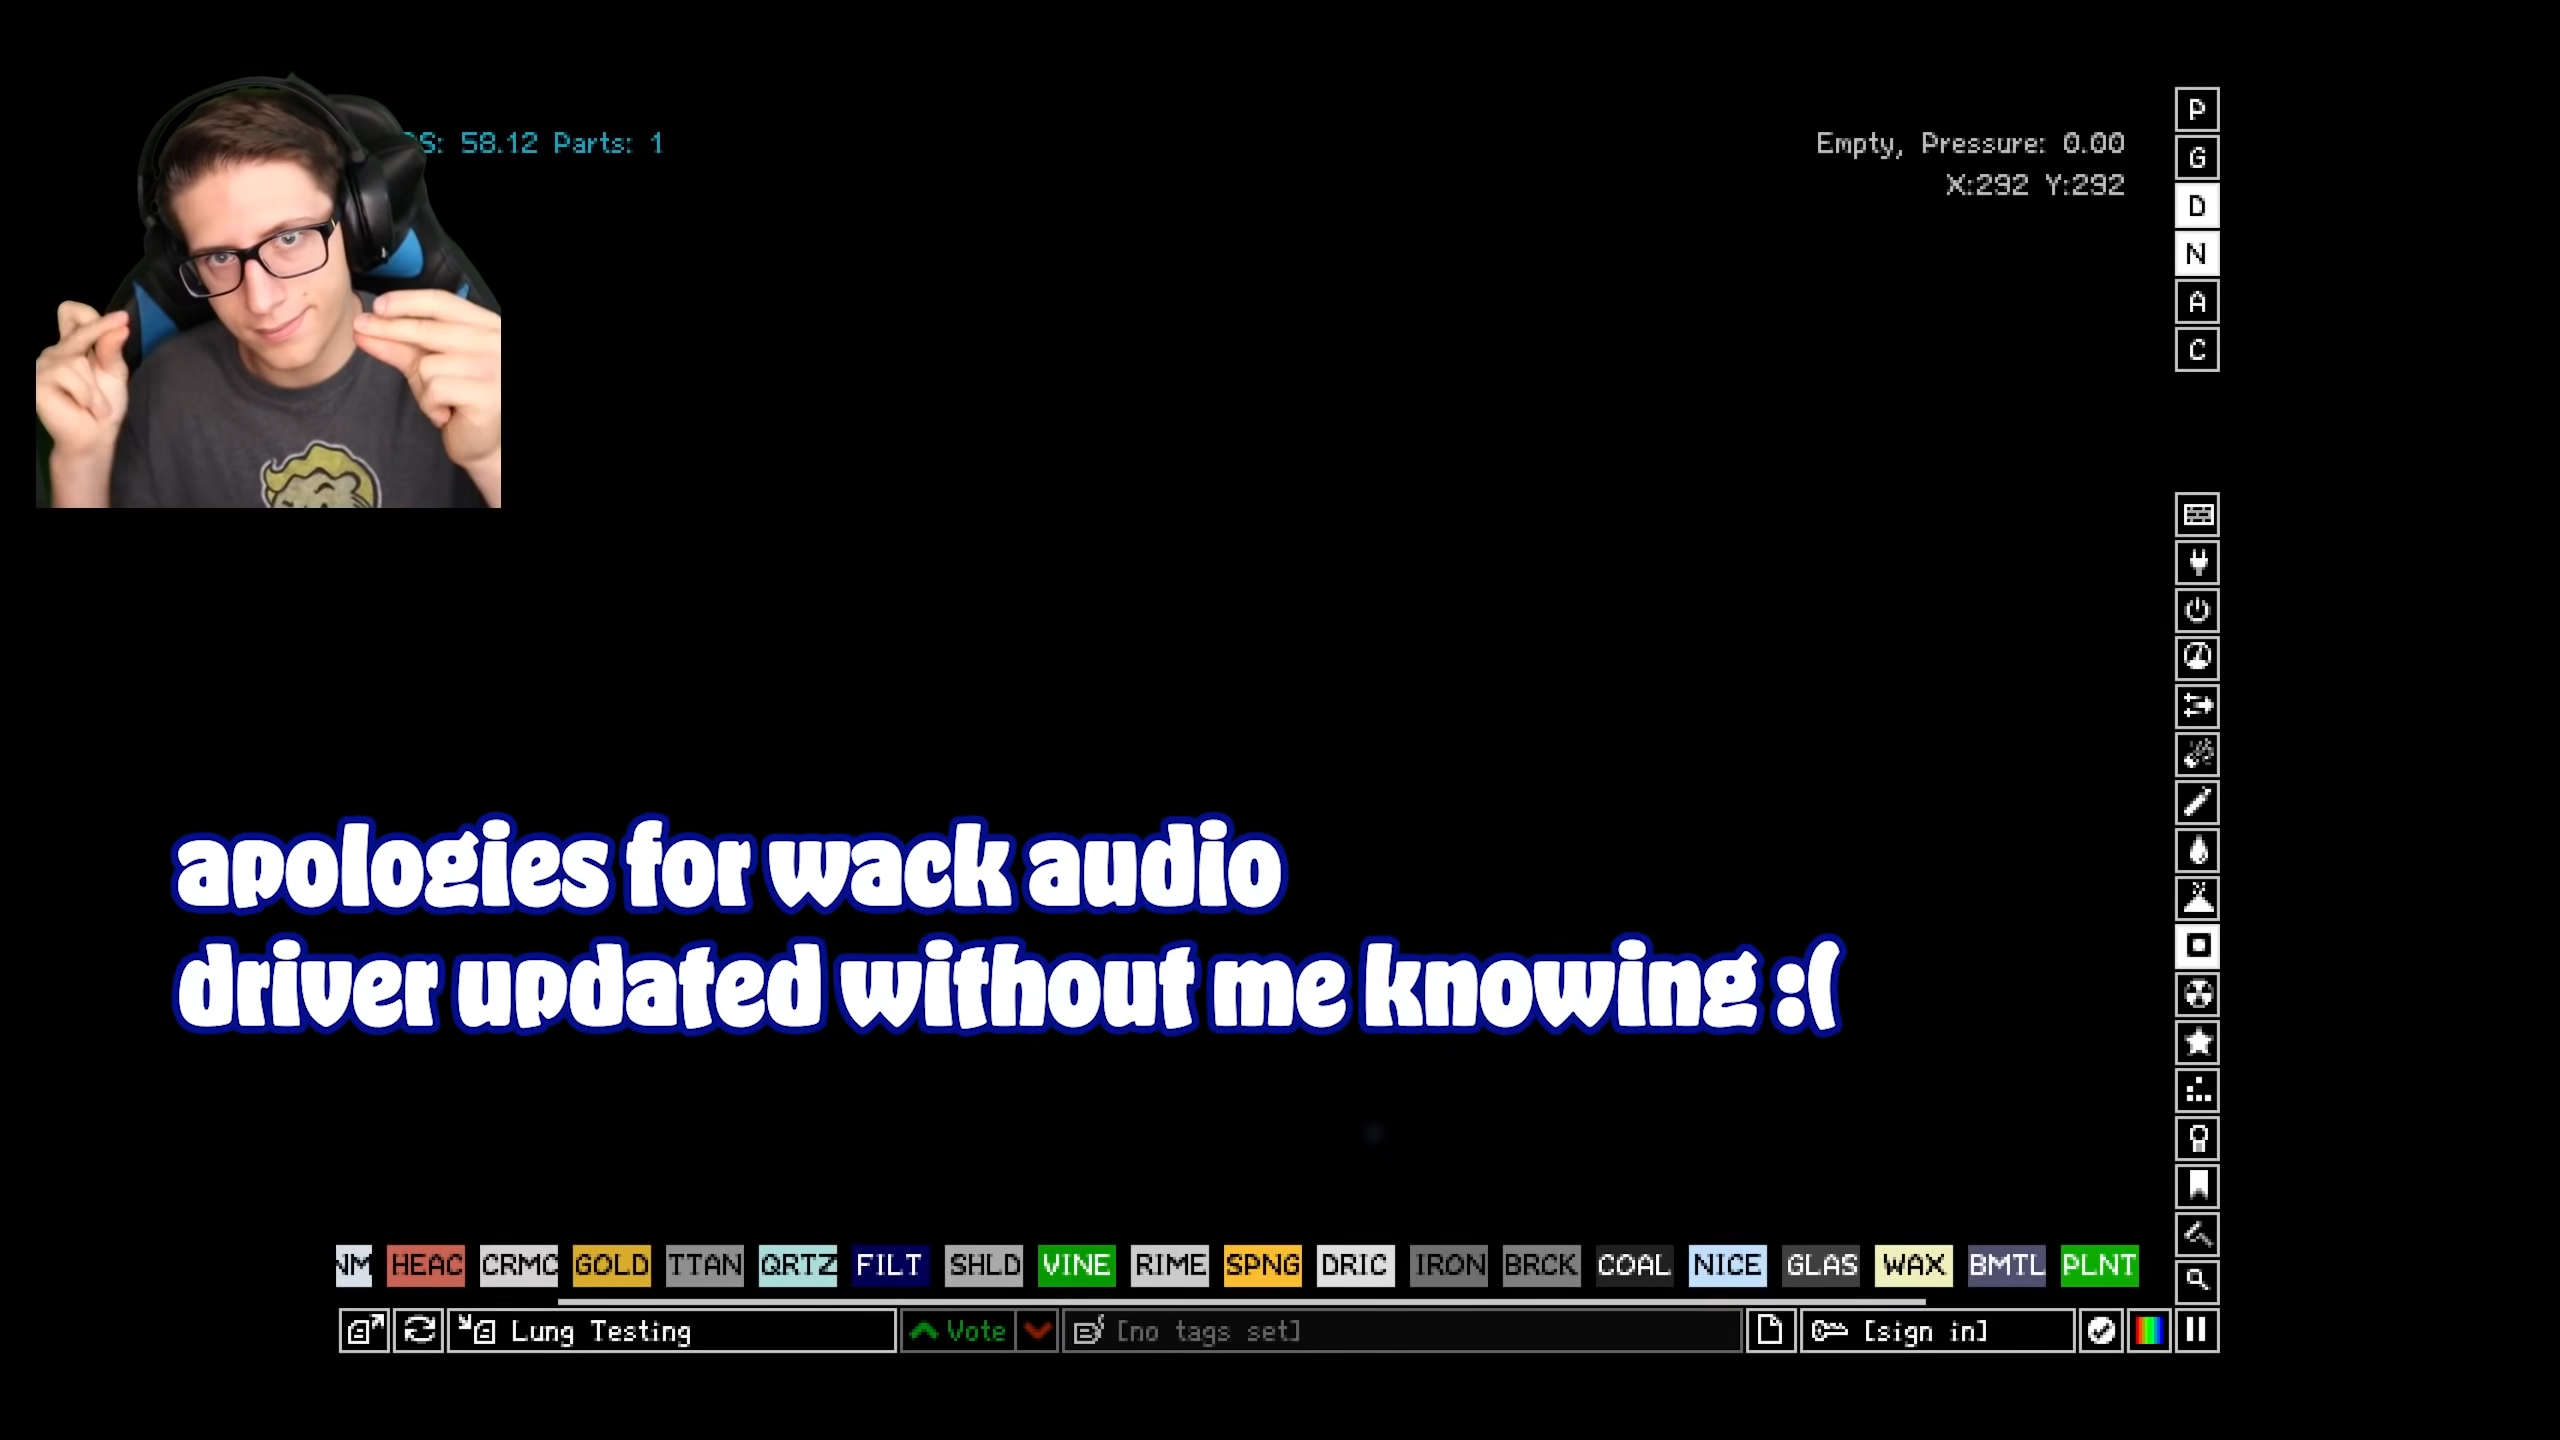 S: 58.12 Parts: 1
Empty, Pressure: 0.00
X:292 Y:292
P
G
D
N
A
C
apologies for wack audio
driver updated without me knowing :(
NM HEAC CRMC GOLD TTAN QRTZ FILT SHLD VINE RIME SPNG DRIC IRON BRCK COAL NICE GLAS WAX BMTL PLNT
Lung Testing Vote [no tags set] [sign in]